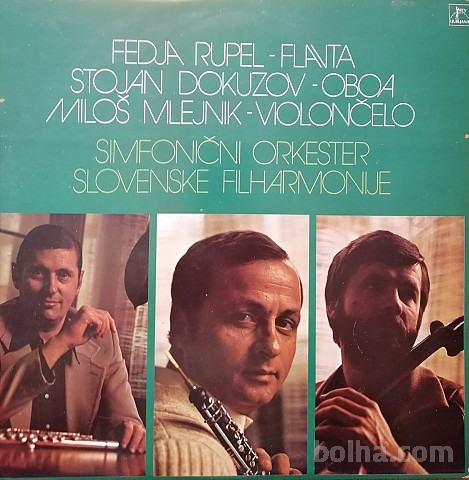 FEDJA RUPEL - FLAVTA
STOJAN DOKUZOV - OBOA
MILOŠ MLEJNIK - VIOLONČELO
SIMFONIČNI ORKESTER
SLOVENSKE FILHARMONIJE
bolha.com